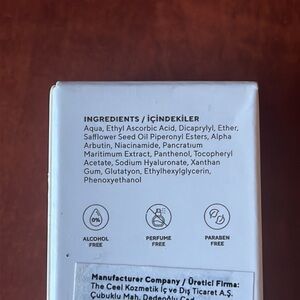 INGREDIENTS / İÇİNDEKİLER
Aqua, Ethyl Ascorbic Acid, Dicaprylyl, Ether,
Safflower Seed Oil Piperonyl Esters, Alpha
Arbutin, Niacinamide, Pancratium
Maritimum Extract, Panthenol, Tocopheryl
Acetate, Sodium Hyaluronate, Xanthan
Gum, Glutatyon, Ethylhexylglycerin,
Phenoxyethanol
0%
ALCOHOL
FREE
PERFUME
FREE
PARABEN
FREE
Manufacturer Company / Üretici Firma:
The Ceel Kozmetik İç ve Dış Ticaret A.Ş.
Çubuklu Mah. Dedeoğlu Cad.